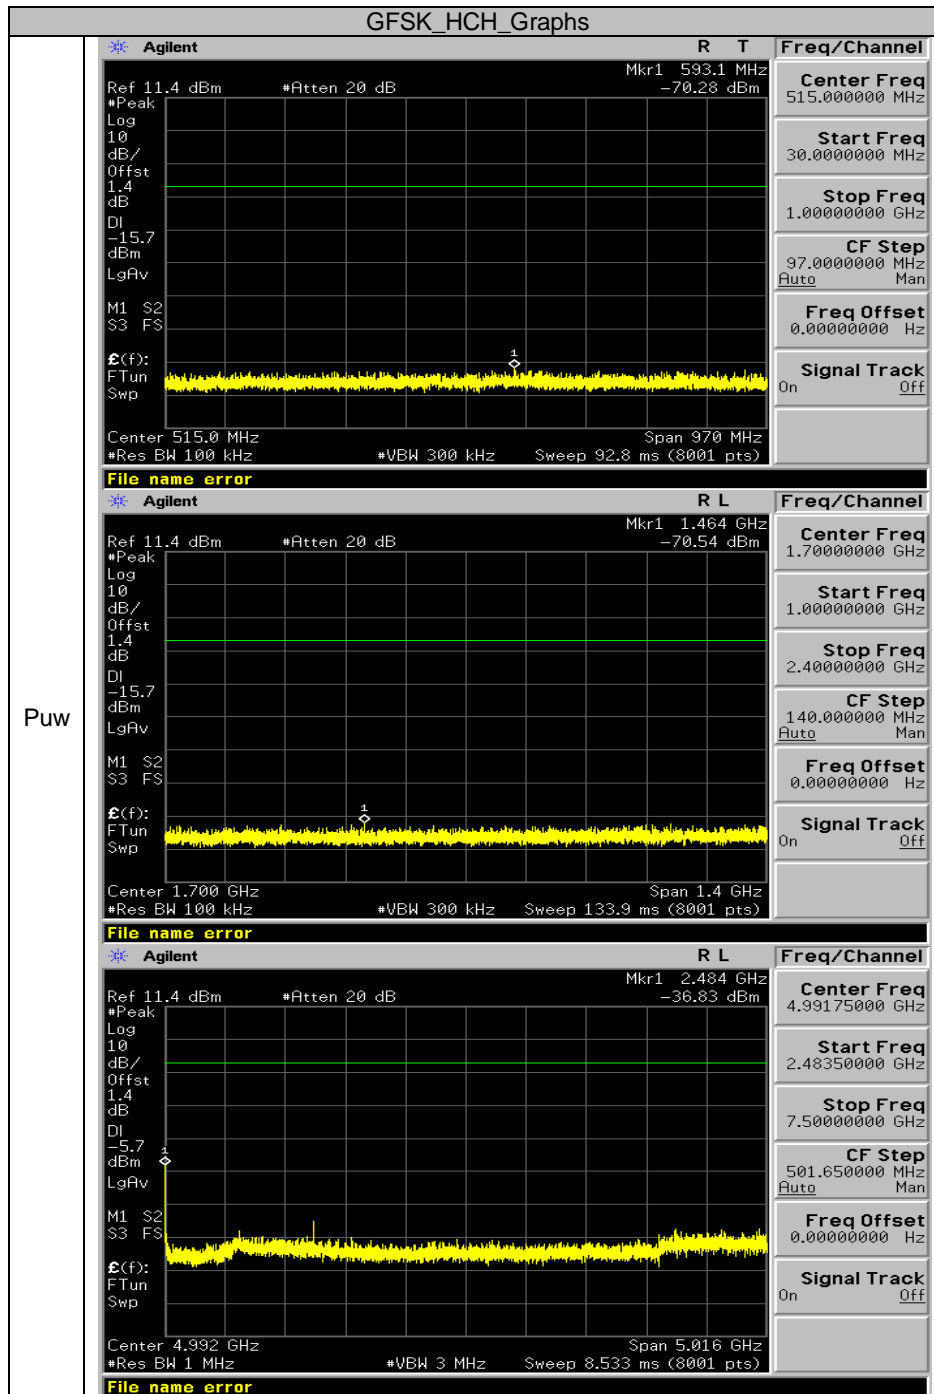 GFSK_HCH_Graphs
Puw
Agilent R T
Freq/Channel
Mkr1 593.1 MHz
Ref 11.4 dBm #Atten 20 dB -70.28 dBm
#Peak
Log
10
dB/
Offst
1.4
dB
DI
-15.7
dBm
LgAv
M1 S2
S3 FS
£(f):
FTun
Swp
1
Center 515.0 MHz Span 970 MHz
#Res BW 100 kHz #VBW 300 kHz Sweep 92.8 ms (8001 pts)
File name error
Center Freq
515.000000 MHz
Start Freq
30.0000000 MHz
Stop Freq
1.00000000 GHz
CF Step
97.0000000 MHz
Auto Man
Freq Offset
0.00000000 Hz
Signal Track
On Off
Agilent R L
Freq/Channel
Mkr1 1.464 GHz
Ref 11.4 dBm #Atten 20 dB -70.54 dBm
#Peak
Log
10
dB/
Offst
1.4
dB
DI
-15.7
dBm
LgAv
M1 S2
S3 FS
£(f):
FTun
Swp
1
Center 1.700 GHz Span 1.4 GHz
#Res BW 100 kHz #VBW 300 kHz Sweep 133.9 ms (8001 pts)
File name error
Center Freq
1.70000000 GHz
Start Freq
1.00000000 GHz
Stop Freq
2.40000000 GHz
CF Step
140.000000 MHz
Auto Man
Freq Offset
0.00000000 Hz
Signal Track
On Off
Agilent R L
Freq/Channel
Mkr1 2.484 GHz
Ref 11.4 dBm #Atten 20 dB -36.83 dBm
#Peak
Log
10
dB/
Offst
1.4
dB
DI
-5.7
dBm
LgAv
M1 S2
S3 FS
£(f):
FTun
Swp
1
Center 4.992 GHz Span 5.016 GHz
#Res BW 1 MHz #VBW 3 MHz Sweep 8.533 ms (8001 pts)
File name error
Center Freq
4.99175000 GHz
Start Freq
2.48350000 GHz
Stop Freq
7.50000000 GHz
CF Step
501.650000 MHz
Auto Man
Freq Offset
0.00000000 Hz
Signal Track
On Off